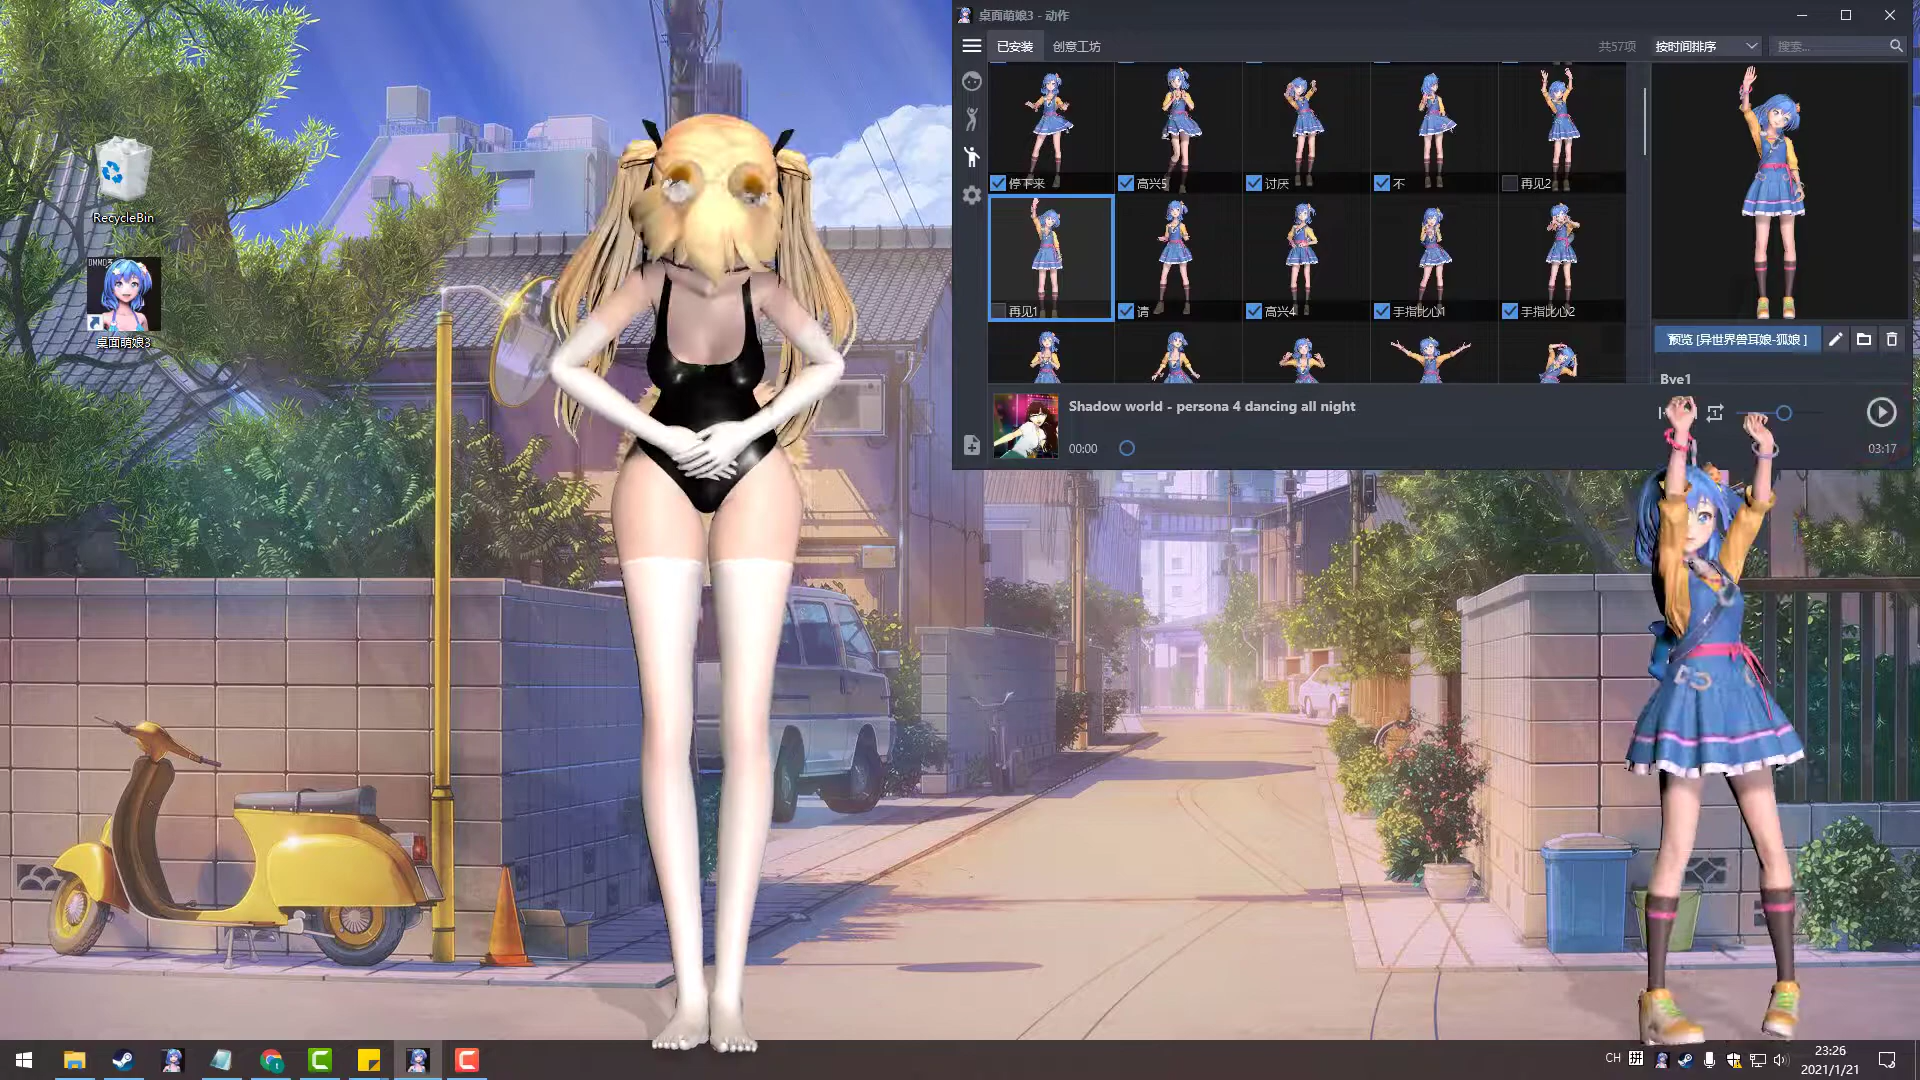 桌面萌娘3 - 动作
已安装
创意工坊
共57项
按时间排序
搜索...
停下来
高兴5
讨厌
不
再见2
再见1
请
高兴4
手指比心1
手指比心2
预览 [异世界兽耳娘-狐娘 ]
Bye1
Shadow world - persona 4 dancing all night
00:00
03:17
RecycleBin
DMMD3
桌面萌娘3
CH
拼
23:26
2021/1/21